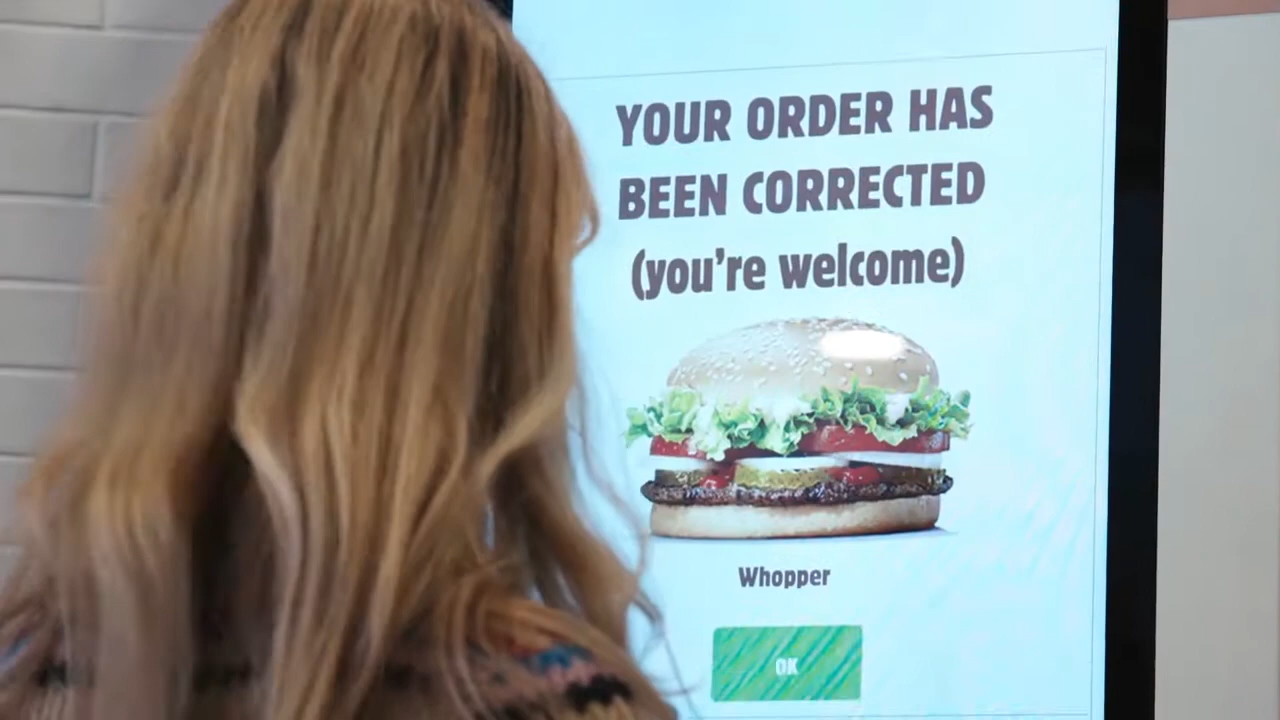 YOUR ORDER HAS
BEEN CORRECTED
(you're welcome)
Whopper
OK